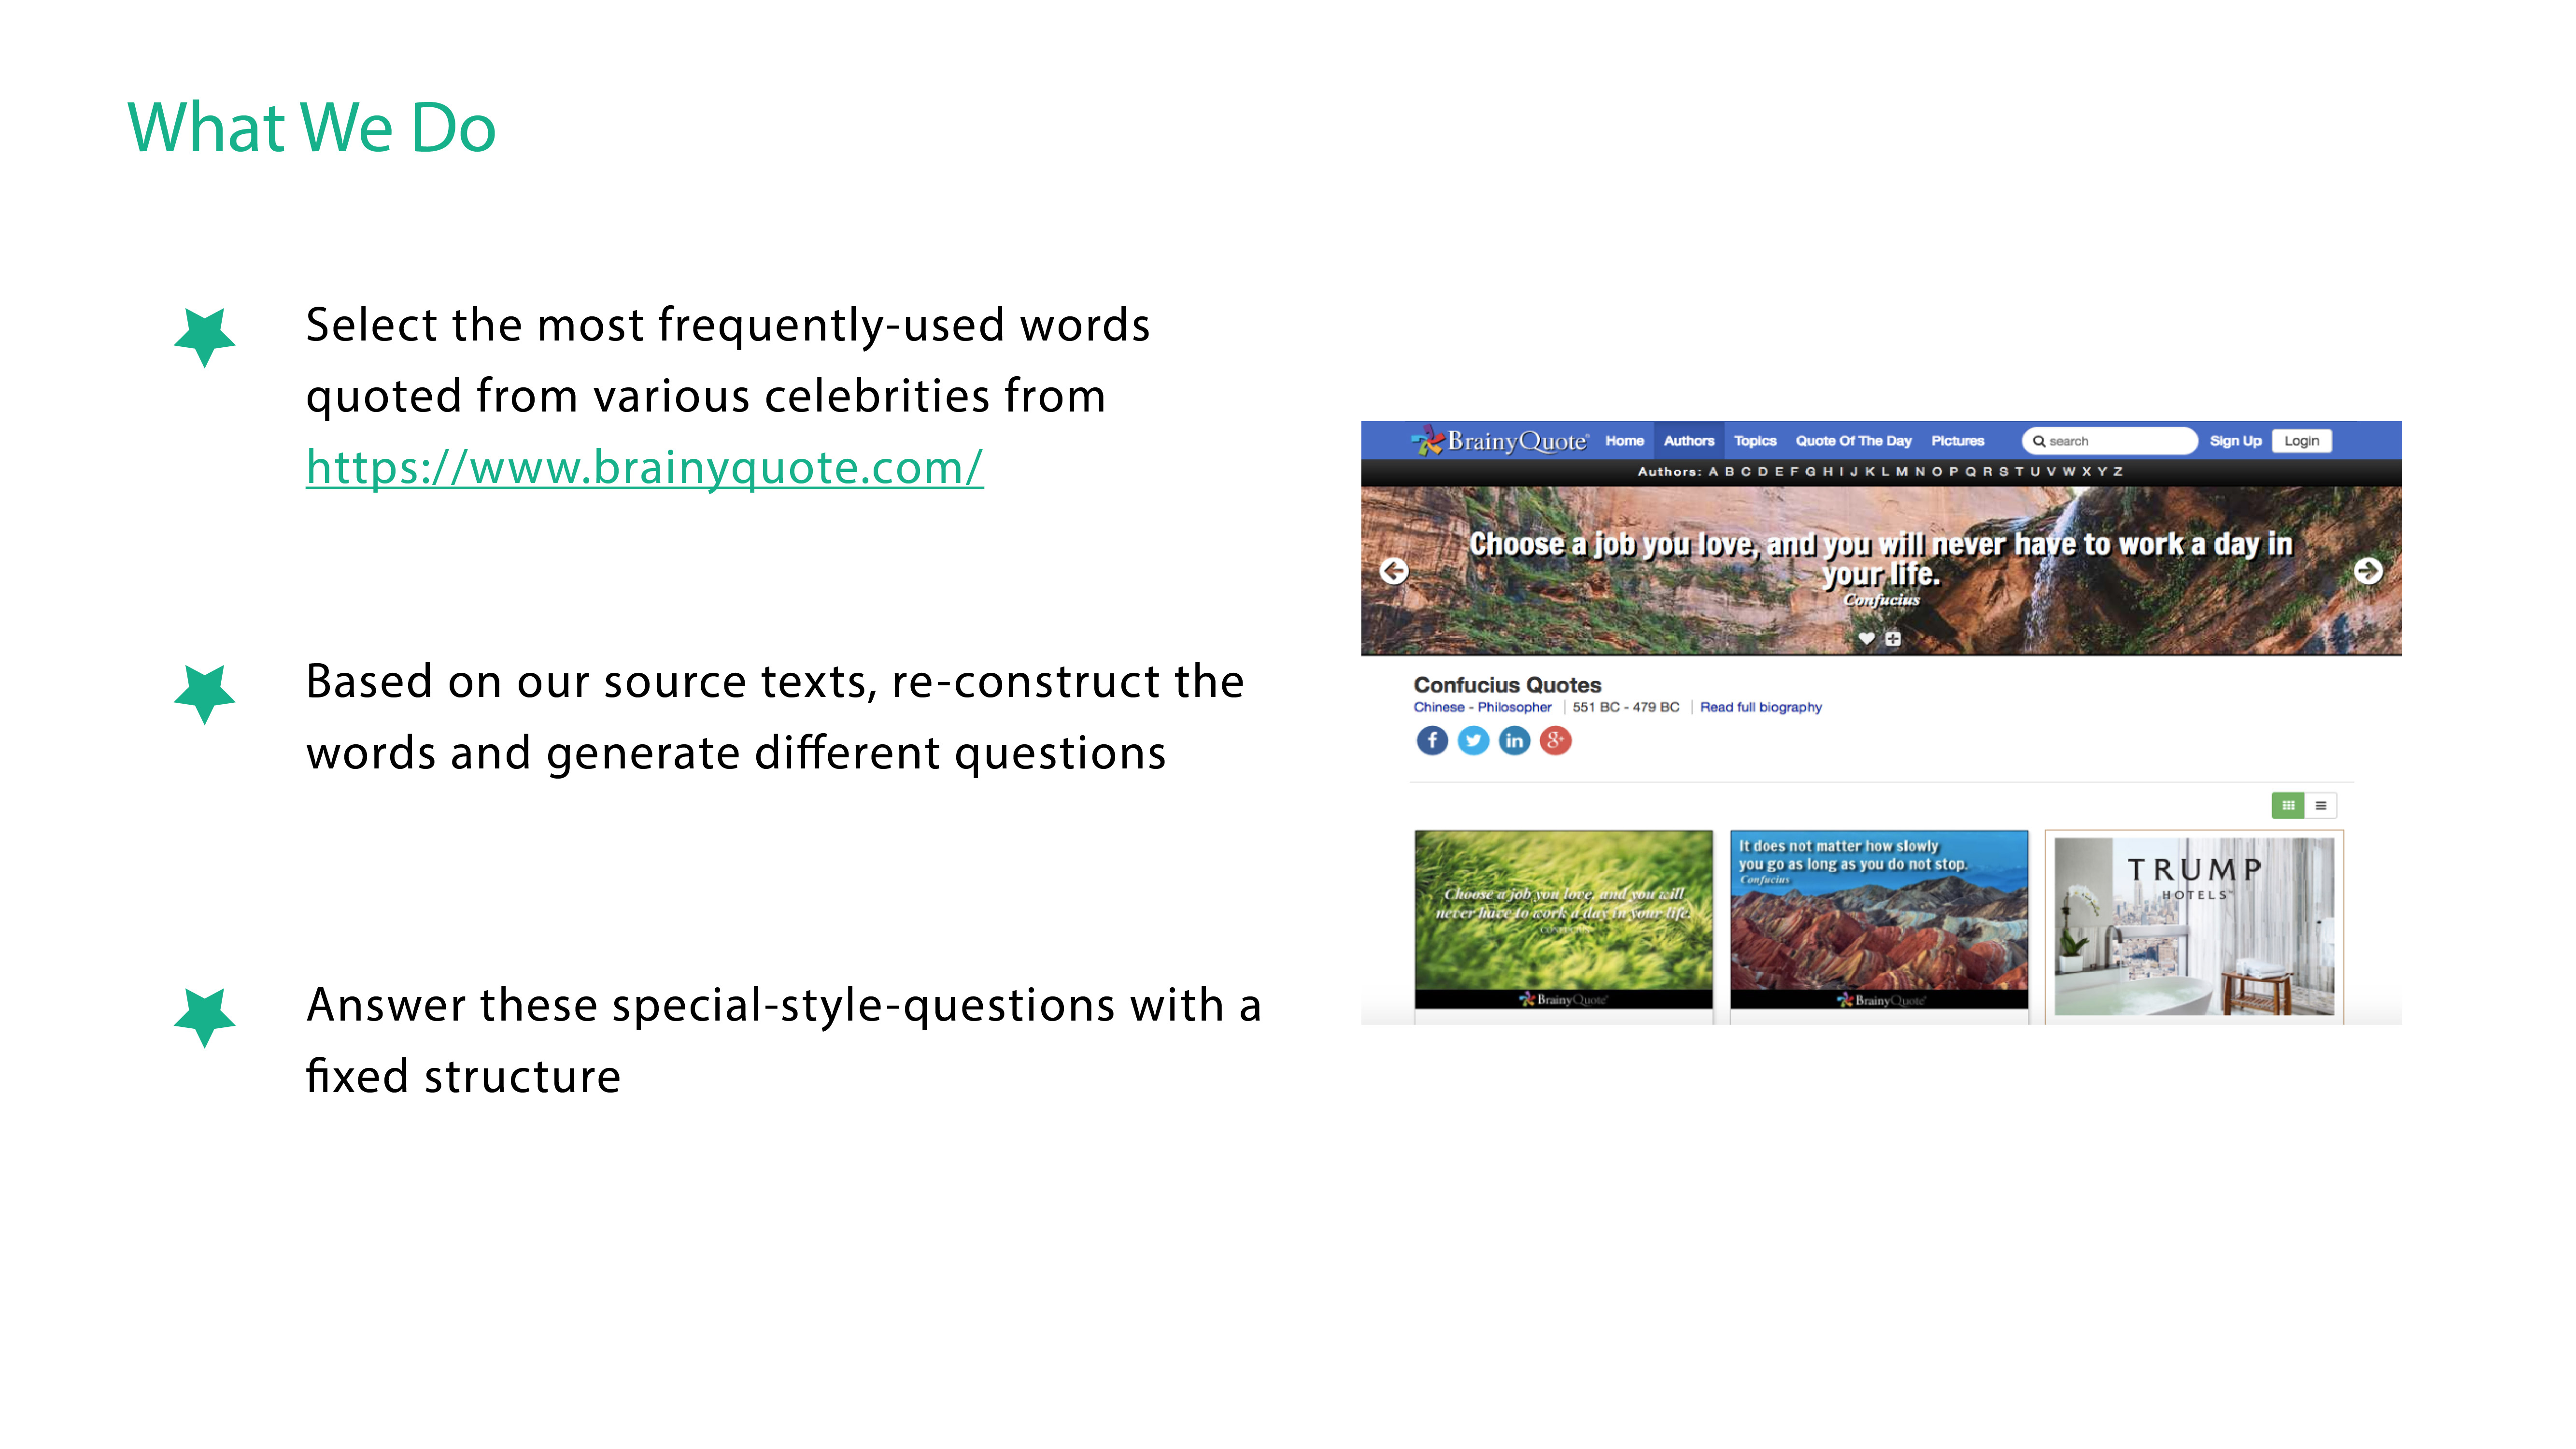 What We Do
Select the most frequently-used words
quoted from various celebrities from
https://www.brainyquote.com/
Based on our source texts, re-construct the
words and generate different questions
Answer these special-style-questions with a
fixed structure
BrainyQuote Home Authors Topics Quote Of The Day Pictures search Sign Up Login
Authors: A B C D E F G H I J K L M N O P Q R S T U V W X Y Z
Choose a job you love, and you will never have to work a day in
your life.
Confucius
Confucius Quotes
Chinese - Philosopher | 551 BC - 479 BC | Read full biography
Choose a job you love, and you will
never have to work a day in your life.
CONFUCIUS
BrainyQuote
It does not matter how slowly
you go as long as you do not stop.
Confucius
BrainyQuote
TRUMP
HOTELS